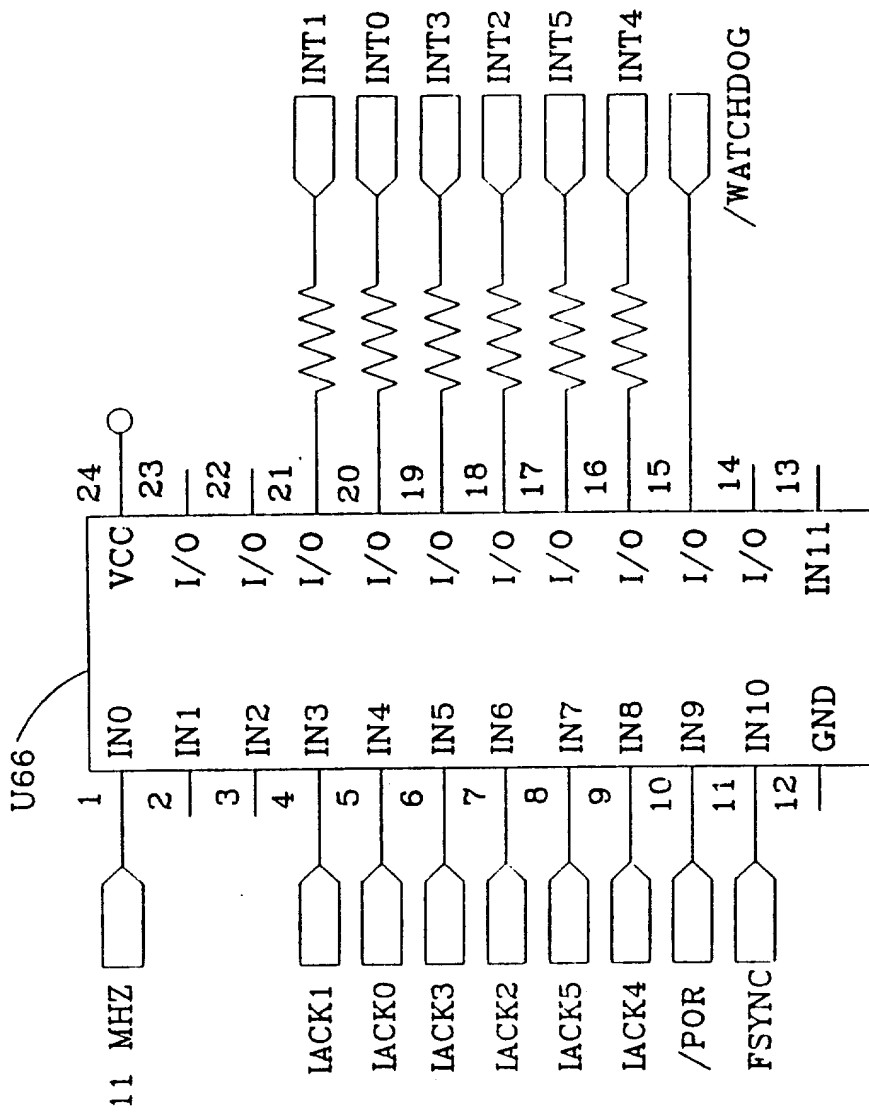 U66
11 MHZ 1 IN0 VCC 24
2 IN1 I/O 23
3 IN2 I/O 22
IACK1 4 IN3 I/O 21 INT1
IACK0 5 IN4 I/O 20 INT0
IACK3 6 IN5 I/O 19 INT3
IACK2 7 IN6 I/O 18 INT2
IACK5 8 IN7 I/O 17 INT5
IACK4 9 IN8 I/O 16 INT4
/POR 10 IN9 I/O 15 /WATCHDOG
FSYNC 11 IN10 I/O 14
12 GND IN11 13